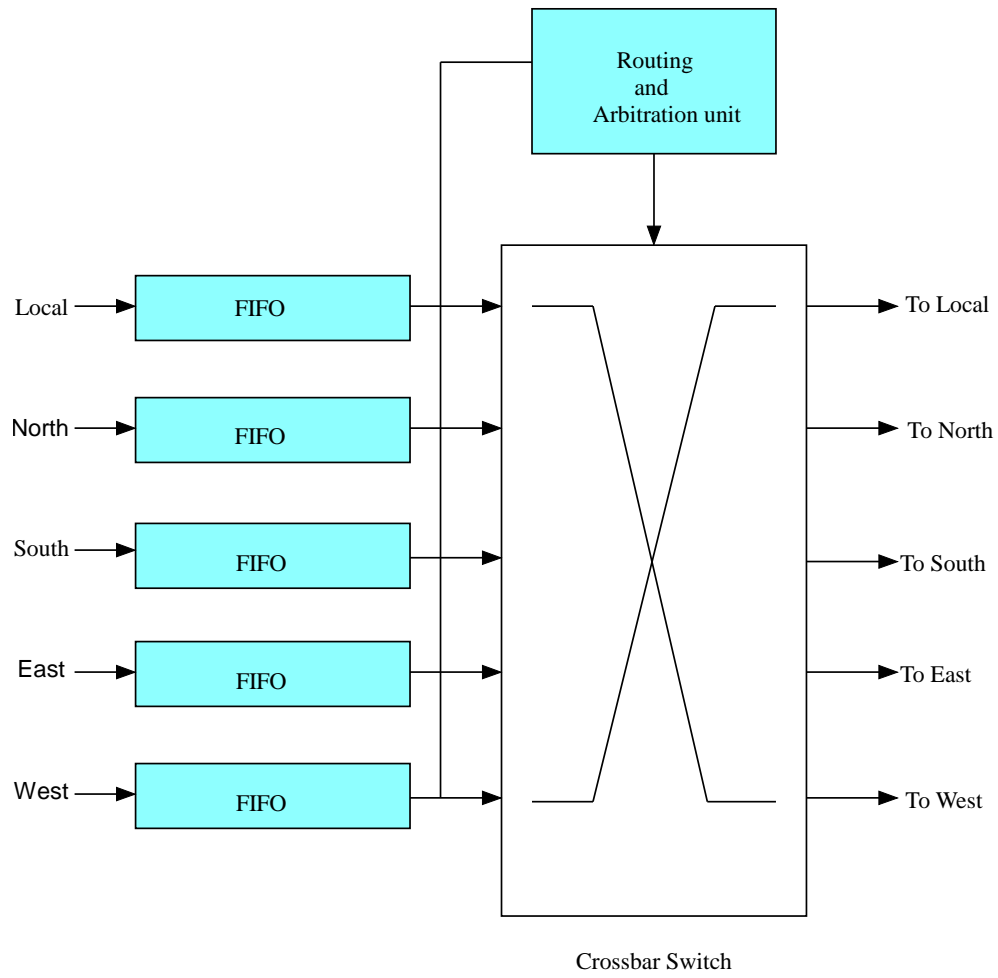 Routing
and
Arbitration unit
Local
FIFO
To Local
North
FIFO
To North
South
FIFO
To South
East
FIFO
To East
West
FIFO
To West
Crossbar Switch